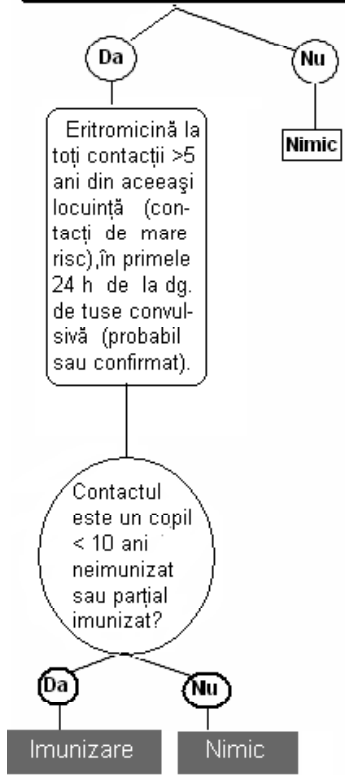 Da
Nu
Nimic
Eritromicină la
toți contacții >5
ani din aceeaşi
locuință (con-
tacți de mare
risc),în primele
24 h de la dg.
de tuse convul-
sivă (probabil
sau confirmat).
Contactul
este un copil
< 10 ani
neimunizat
sau parțial
imunizat?
Da
Nu
Imunizare
Nimic